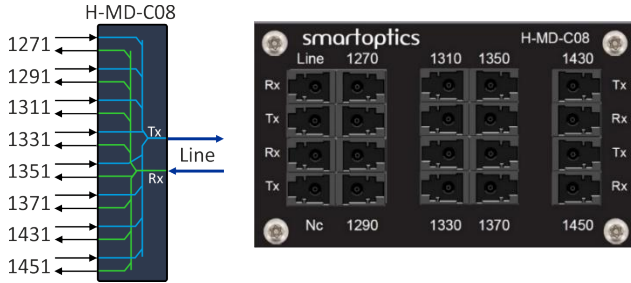 H-MD-C08
1271
1291
1311
1331
1351
1371
1431
1451
Tx
Rx
Line
smartoptics
H-MD-C08
Line 1270 1310 1350 1430
Rx Tx
Tx Rx
Rx Tx
Tx Rx
Nc 1290 1330 1370 1450